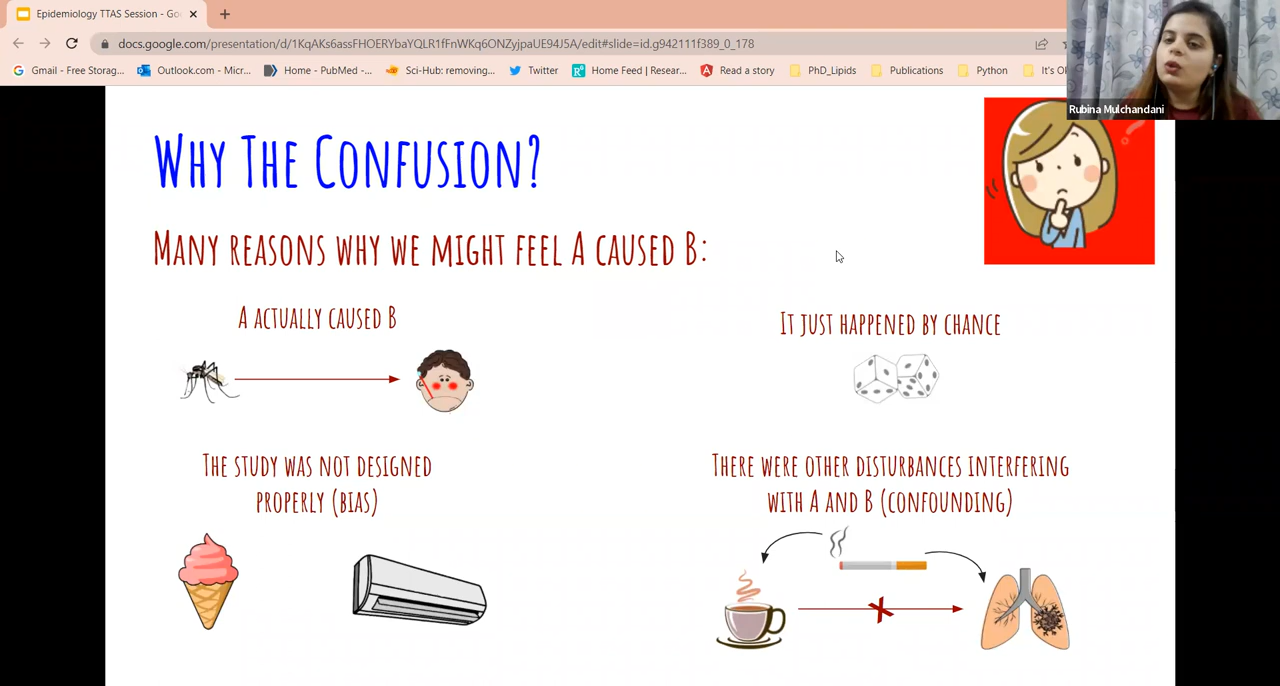 Epidemiology TTAS Session - Go
docs.google.com/presentation/d/1KqAKs6assFHOERYbaYQLR1fFnWKq6ONZyjpaUE94J5A/edit#slide=id.g942111f389_0_178
Gmail - Free Storag... Outlook.com - Micr... Home - PubMed -... Sci-Hub: removing... Twitter Home Feed | Resear... Read a story PhD_Lipids Publications Python It's OK
Rubina Mulchandani
WHY THE CONFUSION?
MANY REASONS WHY WE MIGHT FEEL A CAUSED B:
A ACTUALLY CAUSED B
IT JUST HAPPENED BY CHANCE
THE STUDY WAS NOT DESIGNED
PROPERLY (BIAS)
THERE WERE OTHER DISTURBANCES INTERFERING
WITH A AND B (CONFOUNDING)